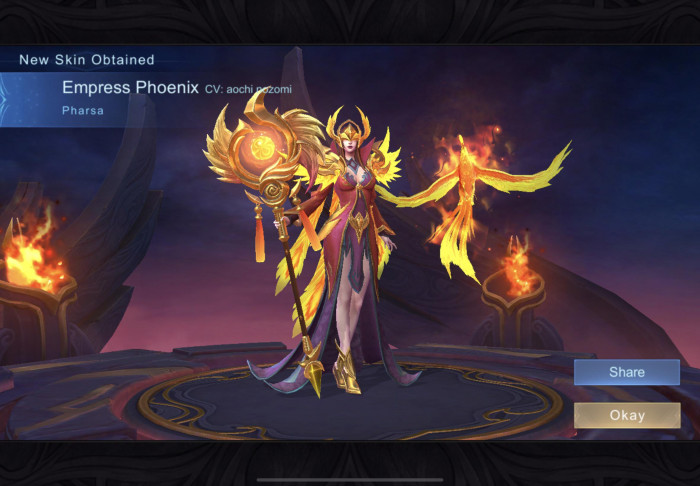 New Skin Obtained
Empress Phoenix CV: aochi nozomi
Pharsa
Share
Okay